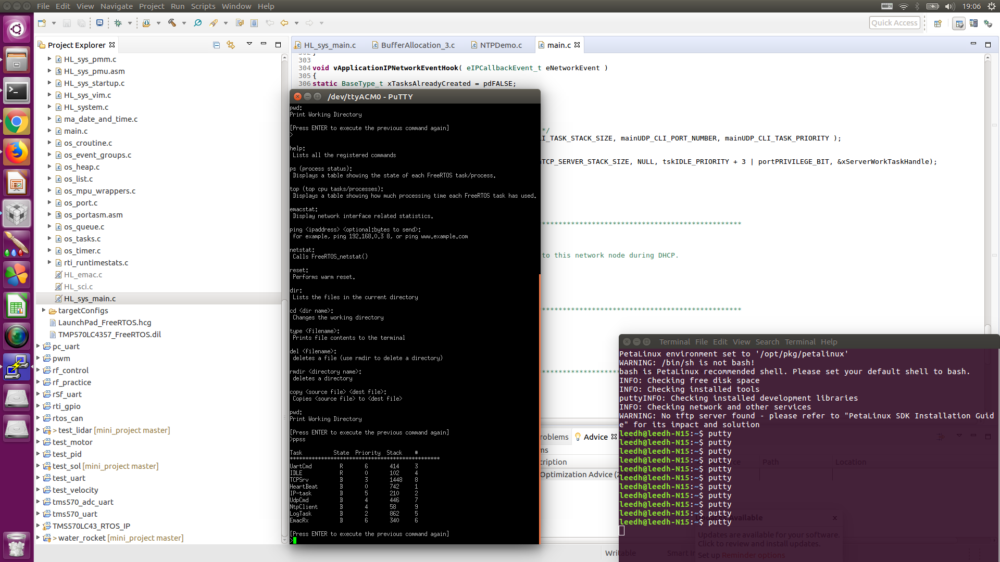 File Edit View Navigate Project Run Scripts Window Help
19:06
Quick Access
Project Explorer
HL_sys_pmm.c
HL_sys_pmu.asm
HL_sys_startup.c
HL_sys_vim.c
HL_system.c
ma_date_and_time.c
main.c
os_croutine.c
os_event_groups.c
os_heap.c
os_list.c
os_mpu_wrappers.c
os_port.c
os_portasm.asm
os_queue.c
os_tasks.c
os_timer.c
rti_runtimestats.c
HL_emac.c
HL_sci.c
HL_sys_main.c
targetConfigs
LaunchPad_FreeRTOS.hcg
TMP570LC4357_FreeRTOS.dil
pc_uart
pwm
rf_control
rf_practice
rSf_uart
rti_gpio
rtos_can
> test_lidar [mini_project master]
test_motor
test_pid
test_sol [mini_project master]
test_uart
test_velocity
tms570_adc_uart
tms570_uart
TMS570LC43_RTOS_IP
> water_rocket [mini_project master]
HL_sys_main.c BufferAllocation_3.c NTPDemo.c main.c
302 }
303
304 void vApplicationIPNetworkEventHook( eIPCallbackEvent_t eNetworkEvent )
305 {
306 static BaseType_t xTasksAlreadyCreated = pdFALSE;
*/
I_TASK_STACK_SIZE, mainUDP_CLI_PORT_NUMBER, mainUDP_CLI_TASK_PRIORITY );
TCP_SERVER_STACK_SIZE, NULL, tskIDLE_PRIORITY + 3 | portPRIVILEGE_BIT, &xServerWorkTaskHandle);
to this network node during DHCP.
/dev/ttyACM0 - PuTTY
pwd:
Print Working Directory
[Press ENTER to execute the previous command again]
>
help:
Lists all the registered commands
ps (process status):
Displays a table showing the state of each FreeRTOS task/process.
top (top cpu tasks/processes):
Displays a table showing how much processing time each FreeRTOS task has used.
emacstat:
Display network interface related statistics.
ping <ipaddress> <optional:bytes to send>:
for example, ping 192.168.0.3 8, or ping www.example.com
netstat:
Calls FreeRTOS_netstat()
reset:
Performs warm reset.
dir:
Lists the files in the current directory
cd <dir name>:
Changes the working directory
type <filename>:
Prints file contents to the terminal
del <filename>:
deletes a file (use rmdir to delete a directory)
rmdir <directory name>:
deletes a directory
copy <source file> <dest file>:
Copies <source file> to <dest file>
pwd:
Print Working Directory
[Press ENTER to execute the previous command again]
>ppss
Task State Priority Stack #
************************************************
UartCmd R 6 414 3
IDLE R 0 102 4
TCPSrv B 3 1448 8
HeartBeat B 0 742 1
IP-task B 5 210 2
UdpCmd B 4 446 7
NtpClient B 4 58 9
LogTask B 2 862 5
EmacRx B 6 340 6
[Press ENTER to execute the previous command again]
>
roblems Advice
ms
cription
Optimization Advice (2
Path Location
Terminal File Edit View Search Terminal Help
PetaLinux environment set to '/opt/pkg/petalinux'
WARNING: /bin/sh is not bash!
bash is PetaLinux recommended shell. Please set your default shell to bash.
INFO: Checking free disk space
INFO: Checking installed tools
puttyINFO: Checking installed development libraries
INFO: Checking network and other services
WARNING: No tftp server found - please refer to "PetaLinux SDK Installation Guid
e" for its impact and solution
leedh@leedh-N15:~$ putty
leedh@leedh-N15:~$ putty
leedh@leedh-N15:~$ putty
leedh@leedh-N15:~$ putty
leedh@leedh-N15:~$ putty
leedh@leedh-N15:~$ putty
leedh@leedh-N15:~$ putty
leedh@leedh-N15:~$ putty
leedh@leedh-N15:~$ putty
leedh@leedh-N15:~$ putty
leedh@leedh-N15:~$ putty
Updates Available
Updates are available for your software.
Click to review and install updates.
Set up Reminder options
Writable Smart In